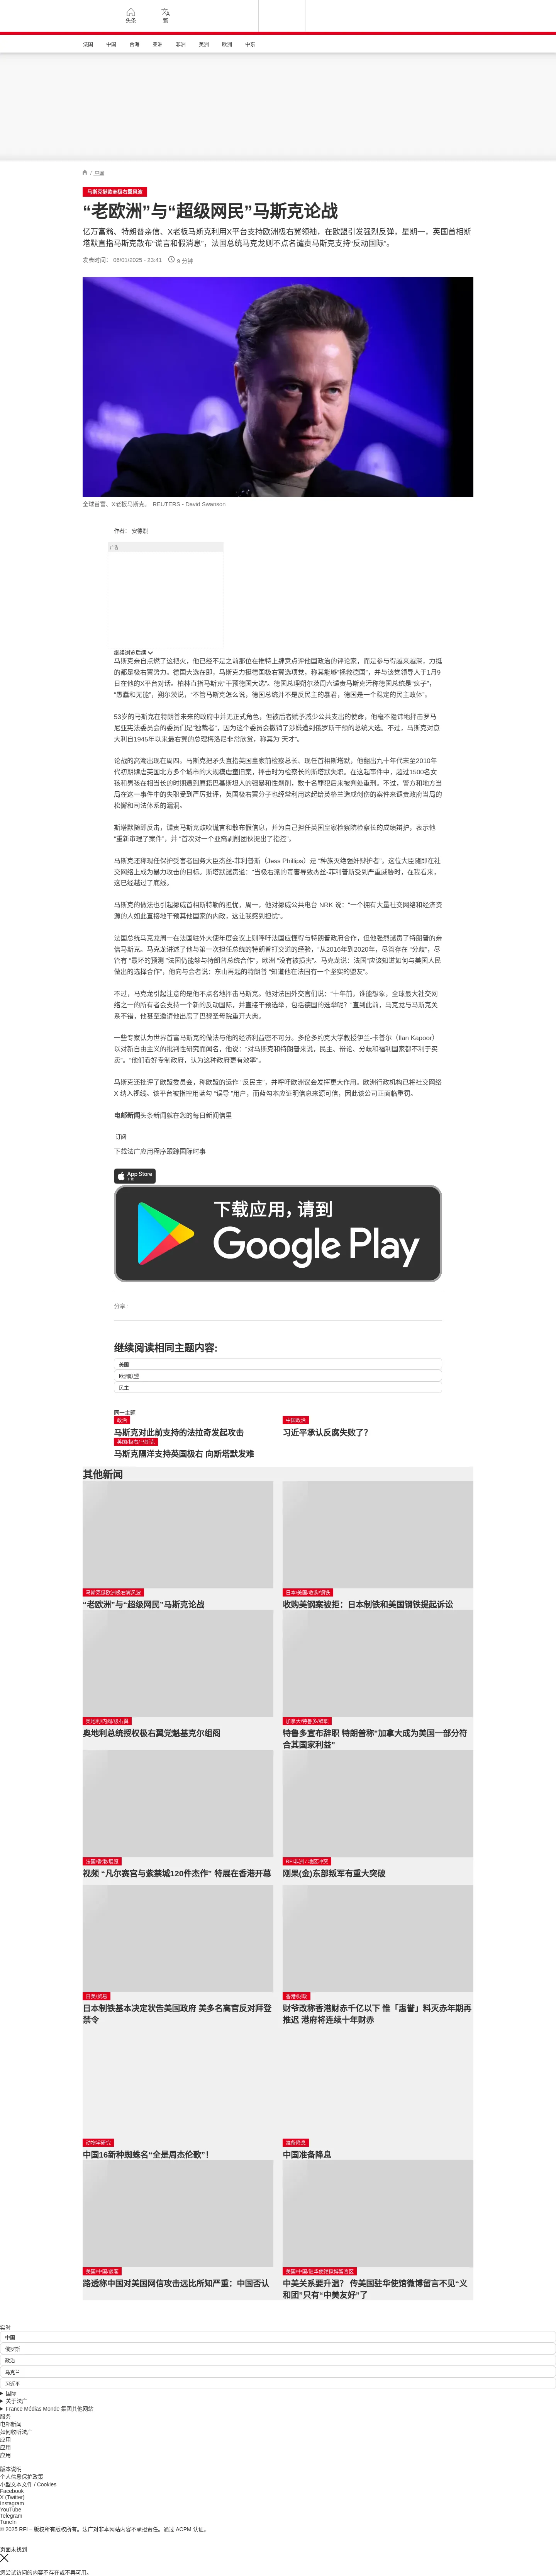 头条
繁
法国 中国 台海 亚洲 非洲 美洲 欧洲 中东
/ 中国
马斯克挺欧洲极右翼风波
“老欧洲”与“超级网民”马斯克论战
亿万富翁、特朗普亲信、X老板马斯克利用X平台支持欧洲极右翼领袖，在欧盟引发强烈反弹，星期一，英国首相斯
塔默直指马斯克散布“谎言和假消息”，法国总统马克龙则不点名谴责马斯克支持“反动国际”。
发表时间： 06/01/2025 - 23:41 9 分钟
全球首富、X老板马斯克。 REUTERS - David Swanson
作者： 安德烈
广告
继续浏览后续
马斯克亲自点燃了这把火，他已经不是之前那位在推特上肆意点评他国政治的评论家，而是参与得越来越深，力挺
的都是极右翼势力。德国大选在即，马斯克力挺德国极右翼选项党，称其能够“拯救德国”，并与该党领导人于1月9
日在他的X平台对话。柏林直指马斯克“干预德国大选”。德国总理朔尔茨周六谴责马斯克污称德国总统是“疯子”，
“愚蠢和无能”，朔尔茨说，“不管马斯克怎么说，德国总统并不是反民主的暴君，德国是一个稳定的民主政体”。
53岁的马斯克在特朗普未来的政府中并无正式角色，但被后者赋予减少公共支出的使命，他毫不隐讳地抨击罗马
尼亚宪法委员会的委员们是“独裁者”，因为这个委员会撤销了涉嫌遭到俄罗斯干预的总统大选。不过，马斯克对意
大利自1945年以来最右翼的总理梅洛尼非常欣赏，称其为“天才”。
论战的高潮出现在周四。马斯克把矛头直指英国皇家前检察总长、现任首相斯塔默，他翻出九十年代末至2010年
代初期肆虐英国北方多个城市的大规模虐童旧案，抨击时为检察长的斯塔默失职。在这起事件中，超过1500名女
孩和男孩在相当长的时期遭到原籍巴基斯坦人的强暴和性剥削，数十名罪犯后来被判处重刑。不过，警方和地方当
局在这一事件中的失职受到严厉批评，英国极右翼分子也经常利用这起给英格兰造成创伤的案件来谴责政府当局的
松懈和司法体系的漏洞。
斯塔默随即反击，谴责马斯克鼓吹谎言和散布假信息，并为自己担任英国皇家检察院检察长的成绩辩护，表示他
“重新审理了案件”，并 “首次对一个亚裔剥削团伙提出了指控”。
马斯克还称现任保护受害者国务大臣杰丝-菲利普斯（Jess Phillips）是 “种族灭绝强奸辩护者”。这位大臣随即在社
交网络上成为暴力攻击的目标。斯塔默谴责道：“当极右派的毒害导致杰丝-菲利普斯受到严重威胁时，在我看来，
这已经越过了底线。
马斯克的做法也引起挪威首相斯特勒的担忧，周一，他对挪威公共电台 NRK 说：“一个拥有大量社交网络和经济资
源的人如此直接地干预其他国家的内政，这让我感到担忧”。
法国总统马克龙周一在法国驻外大使年度会议上则呼吁法国应懂得与特朗普政府合作，但他强烈谴责了特朗普的亲
信马斯克。马克龙讲述了他与第一次担任总统的特朗普打交道的经验，“从2016年到2020年，尽管存在 “分歧”，尽
管有 “最坏的预测 ”法国仍能够与特朗普总统合作”，欧洲 “没有被损害”。马克龙说：法国“应该知道如何与美国人民
做出的选择合作”，他向与会者说：东山再起的特朗普 “知道他在法国有一个坚实的盟友”。
不过，马克龙引起注意的是他不点名地抨击马斯克。他对法国外交官们说：“十年前，谁能想象，全球最大社交网
络之一的所有者会支持一个新的反动国际，并直接干预选举，包括德国的选举呢？”直到此前，马克龙与马斯克关
系不错，他甚至邀请他出席了巴黎圣母院重开大典。
一些专家认为世界首富马斯克的做法与他的经济利益密不可分。多伦多约克大学教授伊兰-卡普尔（Ilan Kapoor）
以对新自由主义的批判性研究而闻名，他说：“对马斯克和特朗普来说，民主、辩论、分歧和福利国家都不利于买
卖”。“他们看好专制政府，认为这种政府更有效率”。
马斯克还批评了欧盟委员会，称欧盟的运作 “反民主”，并呼吁欧洲议会发挥更大作用。欧洲行政机构已将社交网络
X 纳入视线。该平台被指控用蓝勾 “误导 ”用户，而蓝勾本应证明信息来源可信，因此该公司正面临重罚。
电邮新闻头条新闻就在您的每日新闻信里
订阅
下载法广应用程序跟踪国际时事
App Store
下载
下载应用，请到
Google Play
分享 :
继续阅读相同主题内容:
美国
欧洲联盟
民主
同一主题
政治
马斯克对此前支持的法拉奇发起攻击
中国政治
习近平承认反腐失败了？
英国/极右/马斯克
马斯克隔洋支持英国极右 向斯塔默发难
其他新闻
马斯克挺欧洲极右翼风波
“老欧洲”与“超级网民”马斯克论战
日本/美国/收购/钢铁
收购美钢案被拒：日本制铁和美国钢铁提起诉讼
奥地利/内阁/极右翼
奥地利总统授权极右翼党魁基克尔组阁
加拿大/特鲁多/辞职
特鲁多宣布辞职 特朗普称"加拿大成为美国一部分符
合其国家利益"
法国/香港/展览
视频 “凡尔赛宫与紫禁城120件杰作” 特展在香港开幕
RFI非洲 / 地区冲突
刚果(金)东部叛军有重大突破
日美/贸易
日本制铁基本决定状告美国政府 美多名高官反对拜登
禁令
香港/财政
财爷改称香港财赤千亿以下 惟「惠誉」料灭赤年期再
推迟 港府将连续十年财赤
动物学研究
中国16新种蜘蛛名“全是周杰伦歌”！
准备降息
中国准备降息
美国/中国/骇客
路透称中国对美国网信攻击远比所知严重：中国否认
美国/中国/驻华使馆微博留言区
中美关系要升温？ 传美国驻华使馆微博留言不见“义
和团”只有“中美友好”了
实时
中国
俄罗斯
政治
乌克兰
习近平
国际
关于法广
France Médias Monde 集团其他网站
服务
电邮新闻
如何收听法广
应用
应用
应用
版本说明
个人信息保护政策
小型文本文件 / Cookies
Facebook
X (Twitter)
Instagram
YouTube
Telegram
TuneIn
© 2025 RFI – 版权所有版权所有。法广对非本网站内容不承担责任。通过 ACPM 认证。
页面未找到
您尝试访问的内容不存在或不再可用。